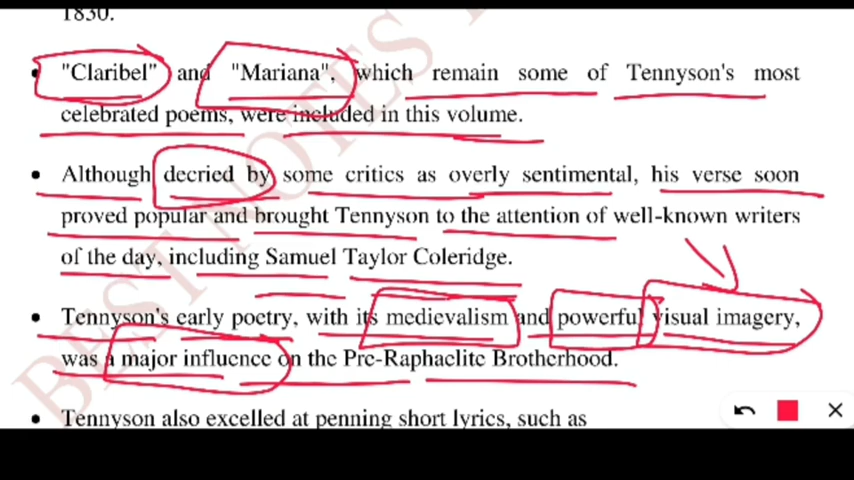 1830.
• "Claribel" and "Mariana", which remain some of Tennyson's most
celebrated poems, were included in this volume.
• Although decried by some critics as overly sentimental, his verse soon
proved popular and brought Tennyson to the attention of well-known writers
of the day, including Samuel Taylor Coleridge.
• Tennyson's early poetry, with its medievalism and powerful visual imagery,
was a major influence on the Pre-Raphaelite Brotherhood.
• Tennyson also excelled at penning short lyrics, such as
BEST NOTES